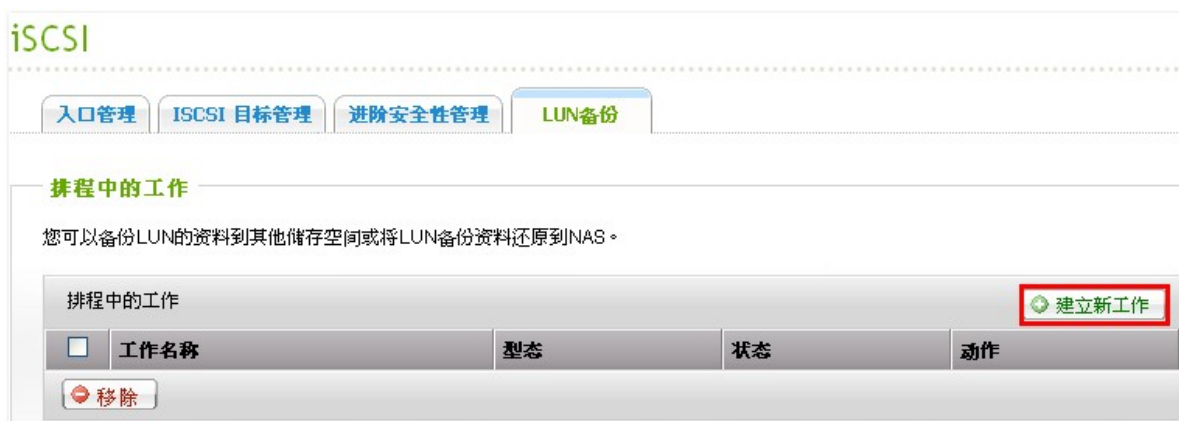 iSCSI
入口管理 ISCSI 目标管理 进阶安全性管理 LUN备份
排程中的工作
您可以备份LUN的资料到其他储存空间或将LUN备份资料还原到NAS。
排程中的工作 建立新工作
工作名称 型态 状态 动作
移除